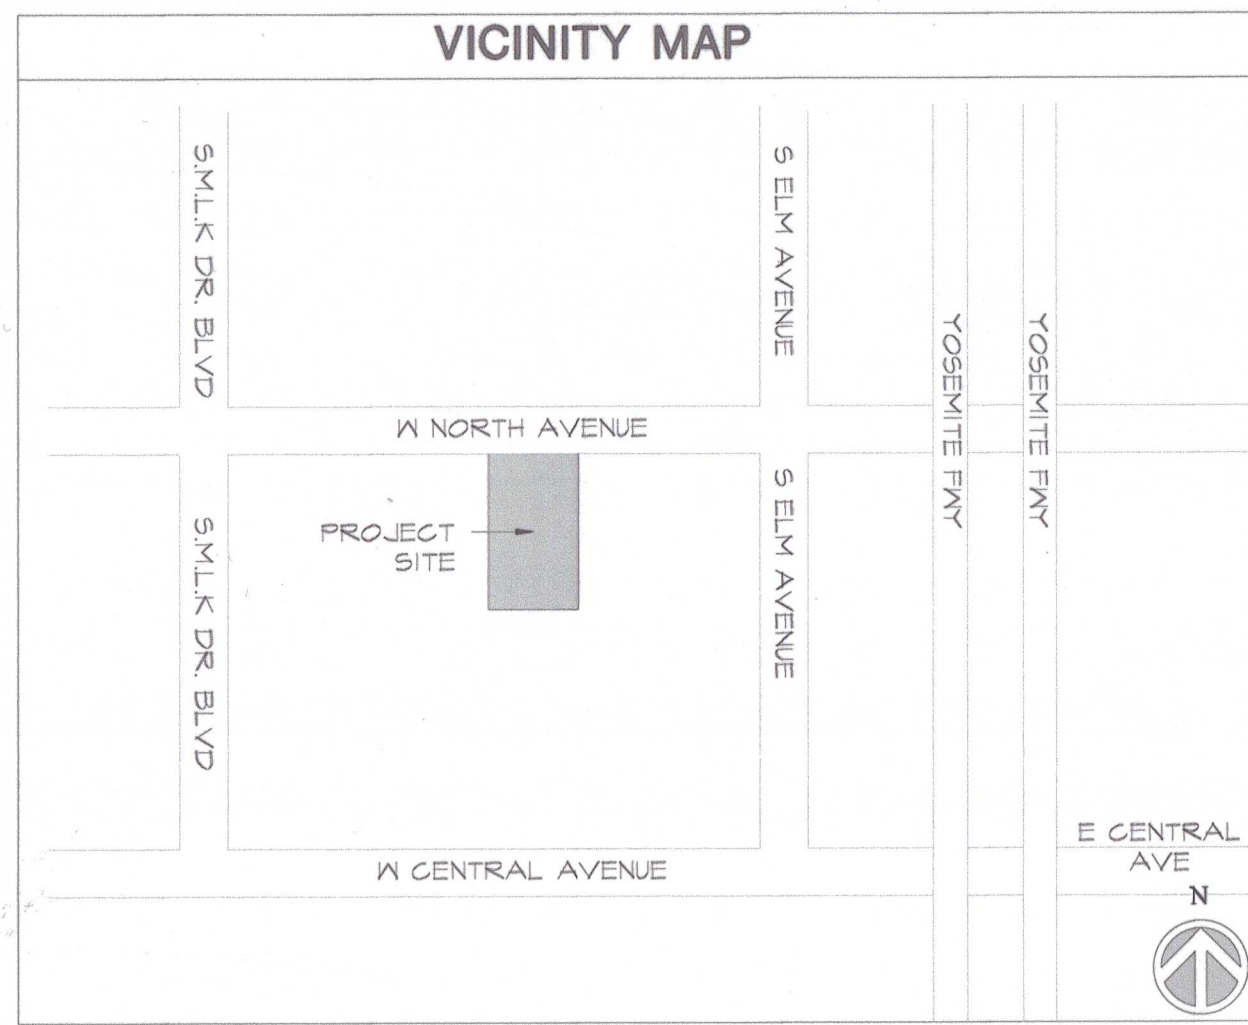 VICINITY MAP
S.M.L.K DR. BLVD
S ELM AVENUE
YOSEMITE FWY
YOSEMITE FWY
W NORTH AVENUE
PROJECT
SITE
S.M.L.K DR. BLVD
S ELM AVENUE
W CENTRAL AVENUE
E CENTRAL
AVE
N